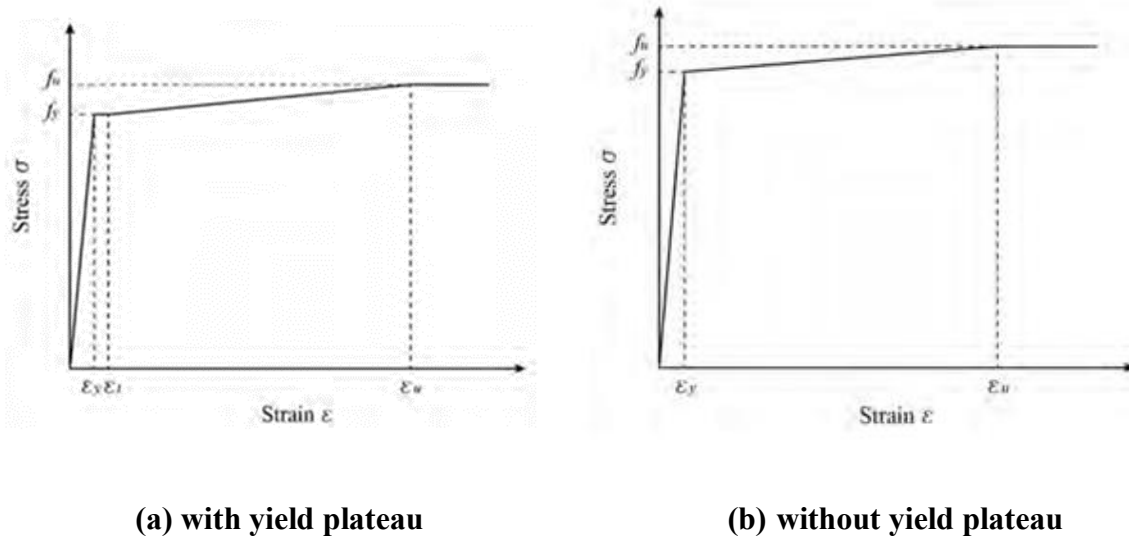 fu
fy
Stress σ
εy εt
εu
Strain ε
(a) with yield plateau
fu
fy
Stress σ
εy
εu
Strain ε
(b) without yield plateau